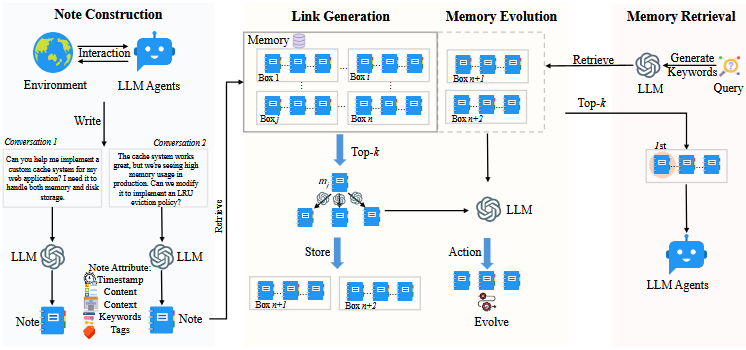 Note Construction
Link Generation
Memory Evolution
Memory Retrieval
Interaction
Environment
LLM Agents
Write
Conversation 1
Can you help me implement a
custom cache system for my
web application? I need it to
handle both memory and disk
storage.
Conversation 2
The cache system works
great, but we're seeing high
memory usage in
production. Can we modify
it to implement an LRU
eviction policy?
LLM
LLM
Note Attribute:
Timestamp
Content
Context
Keywords
Tags
Note
Note
Retrieve
Memory
Box 1
Box i
Box j
Box n
Top-k
mj
Store
Box n+1
Box n+2
Box n+1
Box n+2
LLM
Action
Evolve
Retrieve
LLM
Generate
Keywords
Query
Top-k
1st
LLM Agents